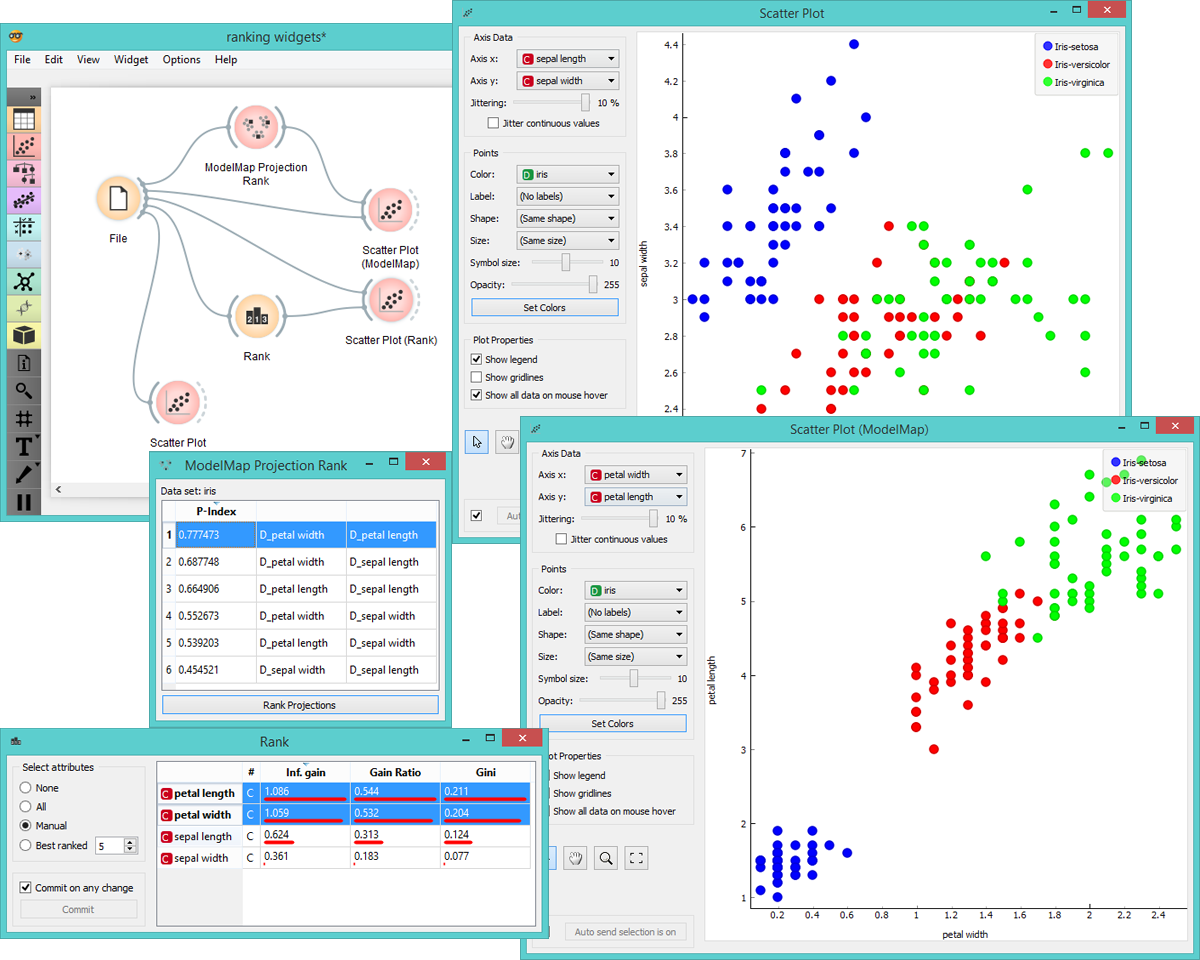 ranking widgets*
File Edit View Widget Options Help
»
ModelMap Projection
Rank
File
Scatter Plot
(ModelMap)
2 1 3
Rank
Scatter Plot (Rank)
Scatter Plot
<
Scatter Plot
Axis Data
Axis x: C sepal length
Axis y: C sepal width
Jittering: 10 %
Jitter continuous values
Points
Color: D iris
Label: (No labels)
Shape: (Same shape)
Size: (Same size)
Symbol size: 10
Opacity: 255
Set Colors
Plot Properties
Show legend
Show gridlines
Show all data on mouse hover
Aut
sepal width
4.4
4.2
4
3.8
3.6
3.4
3.2
3
2.8
2.6
2.4
Iris-setosa
Iris-versicolor
Iris-virginica
ModelMap Projection Rank
Data set: iris
P-Index
1 0.777473 D_petal width D_petal length
2 0.687748 D_petal width D_sepal length
3 0.664906 D_petal length D_sepal length
4 0.552673 D_petal width D_sepal width
5 0.539203 D_petal length D_sepal width
6 0.454521 D_sepal width D_sepal length
Rank Projections
Scatter Plot (ModelMap)
Axis Data
Axis x: C petal width
Axis y: C petal length
Jittering: 10 %
Jitter continuous values
Points
Color: D iris
Label: (No labels)
Shape: (Same shape)
Size: (Same size)
Symbol size: 10
Opacity: 255
Set Colors
ot Properties
Show legend
Show gridlines
Show all data on mouse hover
Auto send selection is on
petal length
7
6
5
4
3
2
1
0.2 0.4 0.6 0.8 1 1.2 1.4 1.6 1.8 2 2.2 2.4
petal width
Iris-setosa
Iris-versicolor
Iris-virginica
Rank
Select attributes
None
All
Manual
Best ranked 5
Commit on any change
Commit
# Inf. gain Gain Ratio Gini
C petal length C 1.086 0.544 0.211
C petal width C 1.059 0.532 0.204
C sepal length C 0.624 0.313 0.124
C sepal width C 0.361 0.183 0.077